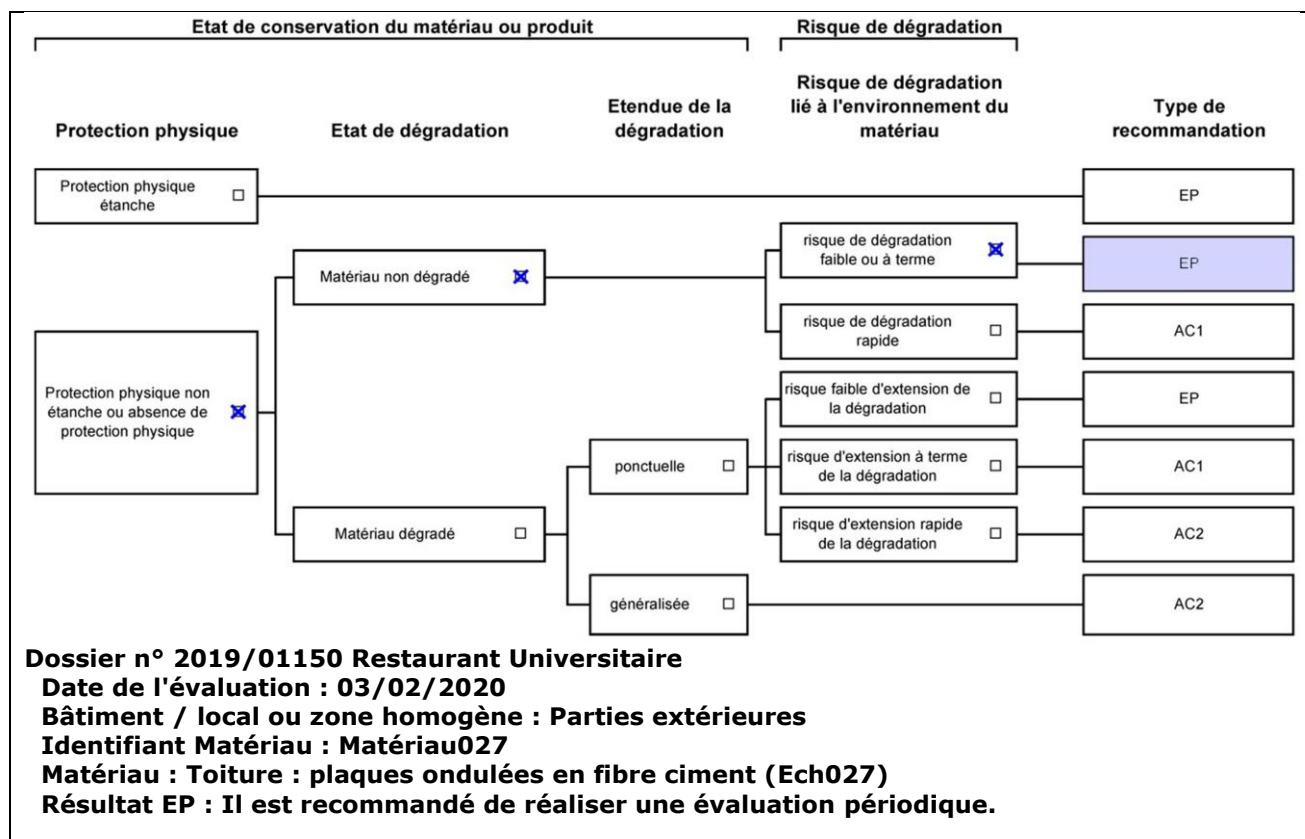 Etat de conservation du matériau ou produit
Risque de dégradation
Protection physique
Etat de dégradation
Etendue de la
dégradation
Risque de dégradation
lié à l'environnement du
matériau
Type de
recommandation
Protection physique
étanche
EP
Protection physique non
étanche ou absence de
protection physique
Matériau non dégradé
risque de dégradation
faible ou à terme
EP
risque de dégradation
rapide
AC1
Matériau dégradé
ponctuelle
risque faible d'extension de
la dégradation
EP
risque d'extension à terme
de la dégradation
AC1
risque d'extension rapide
de la dégradation
AC2
généralisée
AC2
Dossier n° 2019/01150 Restaurant Universitaire
Date de l'évaluation : 03/02/2020
Bâtiment / local ou zone homogène : Parties extérieures
Identifiant Matériau : Matériau027
Matériau : Toiture : plaques ondulées en fibre ciment (Ech027)
Résultat EP : Il est recommandé de réaliser une évaluation périodique.